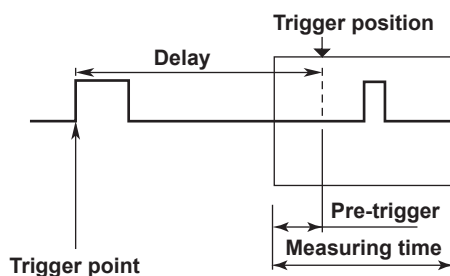 Trigger position
Delay
Pre-trigger
Measuring time
Trigger point